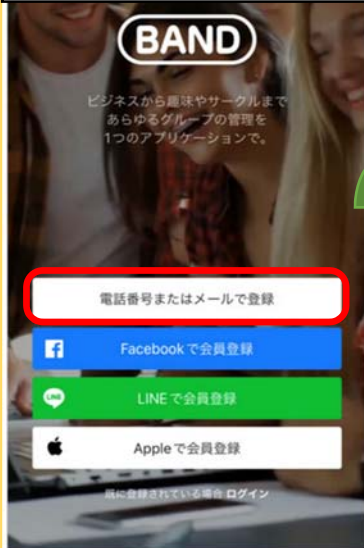 BAND
ビジネスから趣味やサークルまで
あらゆるグループの管理を
1つのアプリケーションで。
電話番号またはメールで登録
Facebookで会員登録
LINE
LINEで会員登録
Appleで会員登録
既に登録されている場合 ログイン